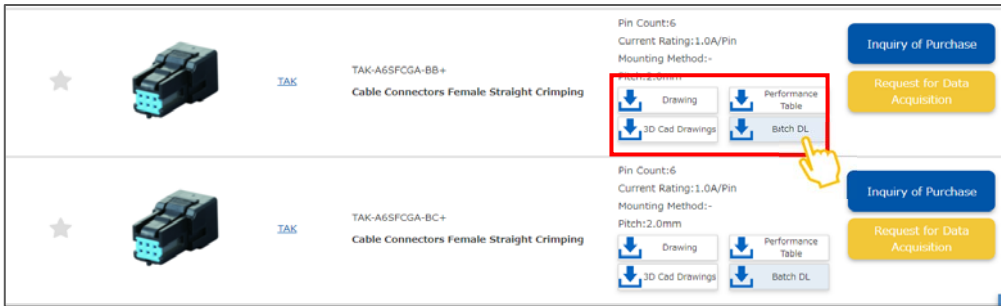 Pin Count:6
Current Rating:1.0A/Pin
Mounting Method:-
Pitch:2.0mm
TAK
TAK-A6SFCGA-BB+
Cable Connectors Female Straight Crimping
Drawing
Performance
Table
3D Cad Drawings
Batch DL
Inquiry of Purchase
Request for Data
Acquisition
Pin Count:6
Current Rating:1.0A/Pin
Mounting Method:-
Pitch:2.0mm
TAK
TAK-A6SFCGA-BC+
Cable Connectors Female Straight Crimping
Drawing
Performance
Table
3D Cad Drawings
Batch DL
Inquiry of Purchase
Request for Data
Acquisition